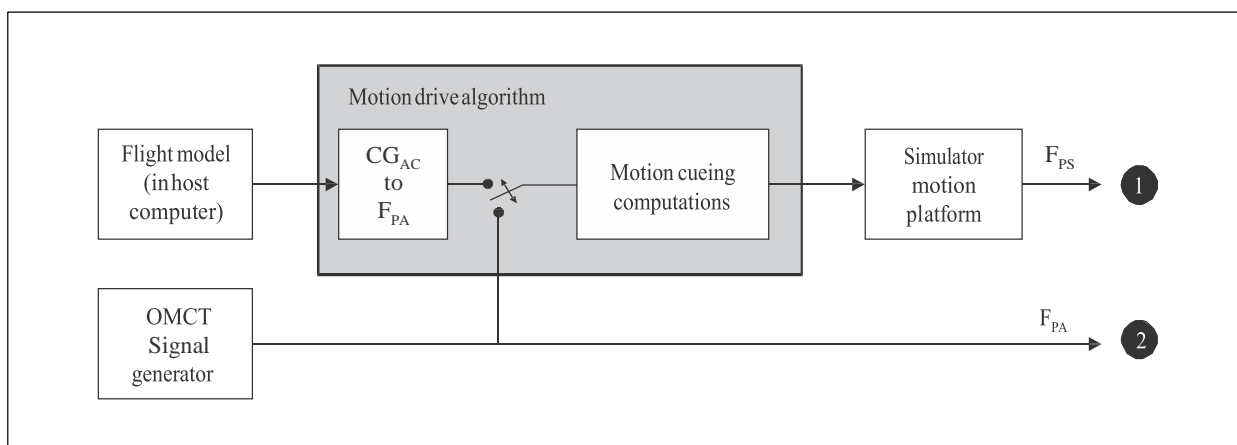 Motion drive algorithm
Flight model
(in host
computer)
CG_AC
to
F_PA
Motion cueing
computations
Simulator
motion
platform
F_PS
1
OMCT
Signal
generator
F_PA
2